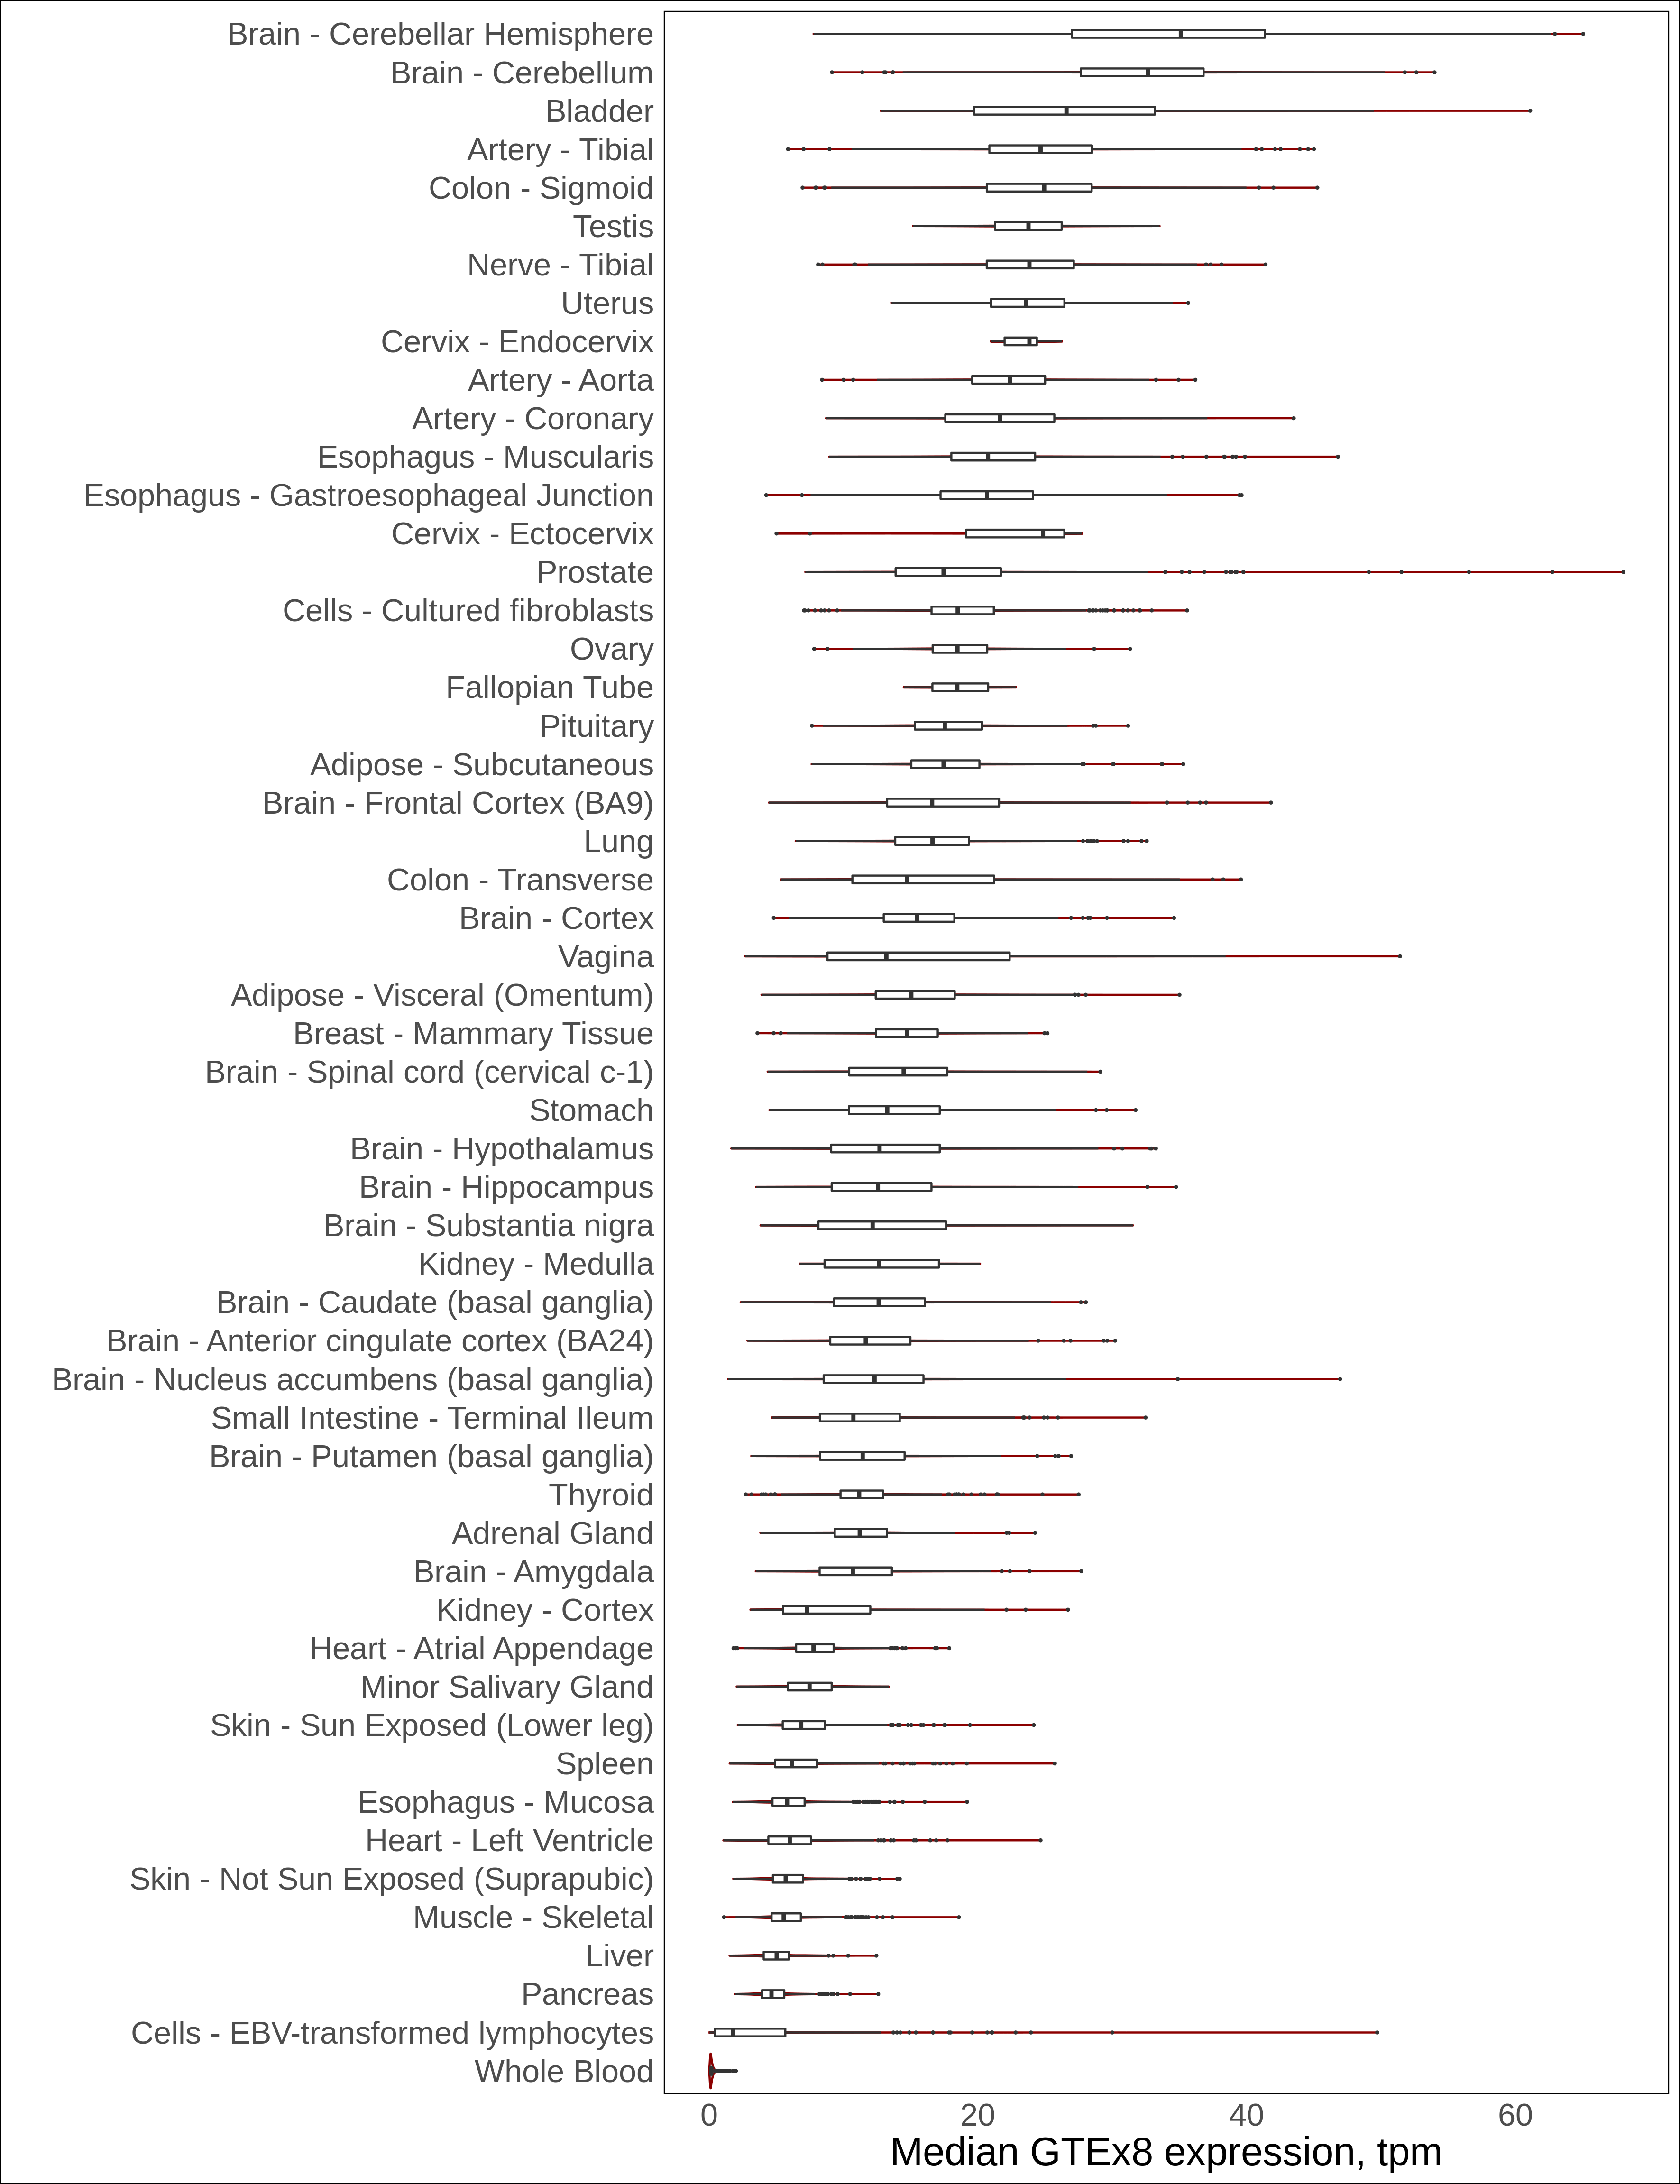 Brain - Cerebellar Hemisphere
Brain - Cerebellum
Bladder
Artery - Tibial
Colon - Sigmoid
Testis
Nerve - Tibial
Uterus
Cervix - Endocervix
Artery - Aorta
Artery - Coronary
Esophagus - Muscularis
Esophagus - Gastroesophageal Junction
Cervix - Ectocervix
Prostate
Cells - Cultured fibroblasts
Ovary
Fallopian Tube
Pituitary
Adipose - Subcutaneous
Brain - Frontal Cortex (BA9)
Lung
Colon - Transverse
Brain - Cortex
Vagina
Adipose - Visceral (Omentum)
Breast - Mammary Tissue
Brain - Spinal cord (cervical c-1)
Stomach
Brain - Hypothalamus
Brain - Hippocampus
Brain - Substantia nigra
Kidney - Medulla
Brain - Caudate (basal ganglia)
Brain - Anterior cingulate cortex (BA24)
Brain - Nucleus accumbens (basal ganglia)
Small Intestine - Terminal Ileum
Brain - Putamen (basal ganglia)
Thyroid
Adrenal Gland
Brain - Amygdala
Kidney - Cortex
Heart - Atrial Appendage
Minor Salivary Gland
Skin - Sun Exposed (Lower leg)
Spleen
Esophagus - Mucosa
Heart - Left Ventricle
Skin - Not Sun Exposed (Suprapubic)
Muscle - Skeletal
Liver
Pancreas
Cells - EBV-transformed lymphocytes
Whole Blood
0 20 40 60
Median GTEx8 expression, tpm